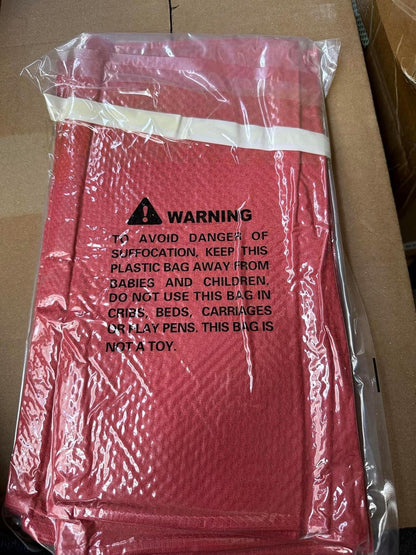 WARNING
TO AVOID DANGER OF
SUFFOCATION, KEEP THIS
PLASTIC BAG AWAY FROM
BABIES AND CHILDREN.
DO NOT USE THIS BAG IN
CRIBS, BEDS, CARRIAGES
OR PLAY PENS. THIS BAG IS
NOT A TOY.